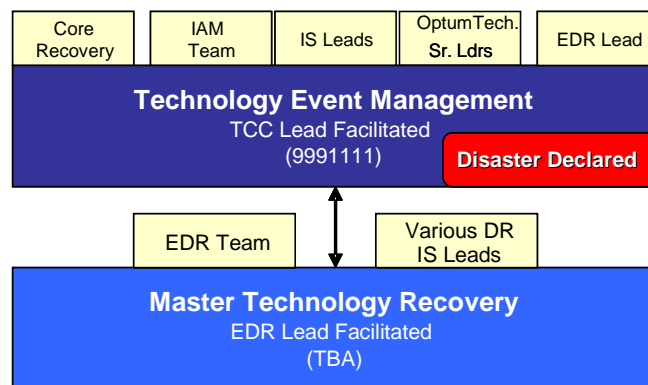 Core
Recovery
IAM
Team
IS Leads
OptumTech.
Sr. Ldrs
EDR Lead
Technology Event Management
TCC Lead Facilitated
(9991111)
Disaster Declared
EDR Team
Various DR
IS Leads
Master Technology Recovery
EDR Lead Facilitated
(TBA)